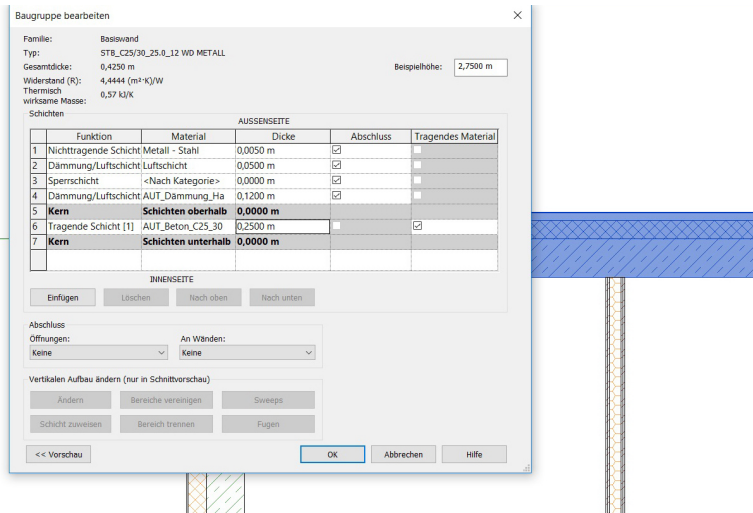 Baugruppe bearbeiten
Familie: Basiswand
Typ: STB_C25/30_25.0_12 WD METALL
Gesamtdicke: 0,4250 m Beispielhöhe: 2,7500 m
Widerstand (R): 4,4444 (m²·K)/W
Thermisch
wirksame Masse: 0,57 kJ/K
Schichten
AUSSENSEITE
Funktion Material Dicke Abschluss Tragendes Material
1 Nichttragende Schicht Metall - Stahl 0,0050 m
2 Dämmung/Luftschicht Luftschicht 0,0500 m
3 Sperrschicht <Nach Kategorie> 0,0000 m
4 Dämmung/Luftschicht AUT_Dämmung_Ha 0,1200 m
5 Kern Schichten oberhalb 0,0000 m
6 Tragende Schicht [1] AUT_Beton_C25_30 0,2500 m
7 Kern Schichten unterhalb 0,0000 m
INNENSEITE
Einfügen Löschen Nach oben Nach unten
Abschluss
Öffnungen: An Wänden:
Keine Keine
Vertikalen Aufbau ändern (nur in Schnittvorschau)
Ändern Bereiche vereinigen Sweeps
Schicht zuweisen Bereich trennen Fugen
<< Vorschau OK Abbrechen Hilfe